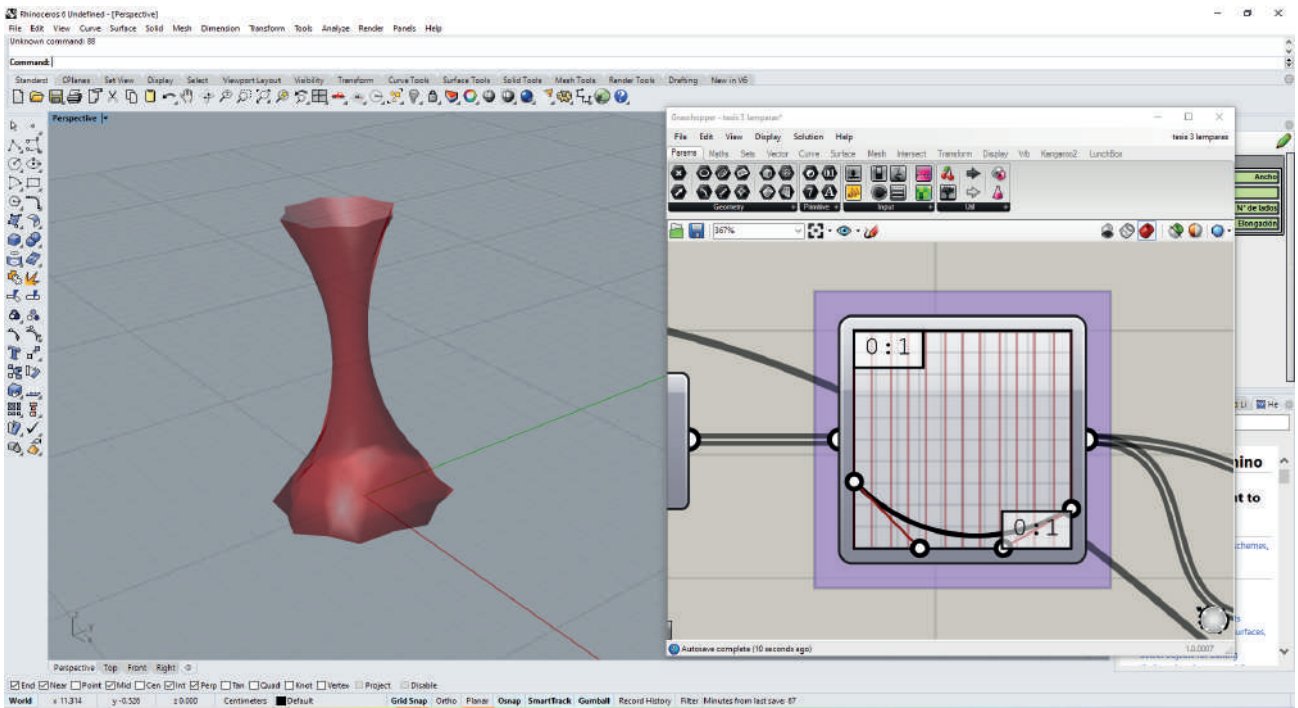 Rhinoceros 6 Undefined - [Perspective]
File Edit View Curve Surface Solid Mesh Dimension Transform Tools Analyze Render Panels Help
Unknown command: 88
Command:
Standard CPlanes Set View Display Select Viewport Layout Visibility Transform Curve Tools Surface Tools Solid Tools Mesh Tools Render Tools Drafting New in V6
Perspective
Grasshopper - tesis 3 lamparas*
File Edit View Display Solution Help tesis 3 lamparas
Params Maths Sets Vector Curve Surface Mesh Intersect Transform Display Vb Kangaroo2 LunchBox
Geometry Primitive Input Util
367%
Ancho
N° de lados
Elongación
0:1
0:1
He
ino
t to
schemes,
urfaces,
z
y
x
Autosave complete (10 seconds ago) 1.0.0007
Perspective Top Front Right
End Near Point Mid Cen Int Perp Tan Quad Knot Vertex Project Disable
World x 11.314 y -0.526 z 0.000 Centimeters Default Grid Snap Ortho Planar Osnap SmartTrack Gumball Record History Filter Minutes from last save: 87